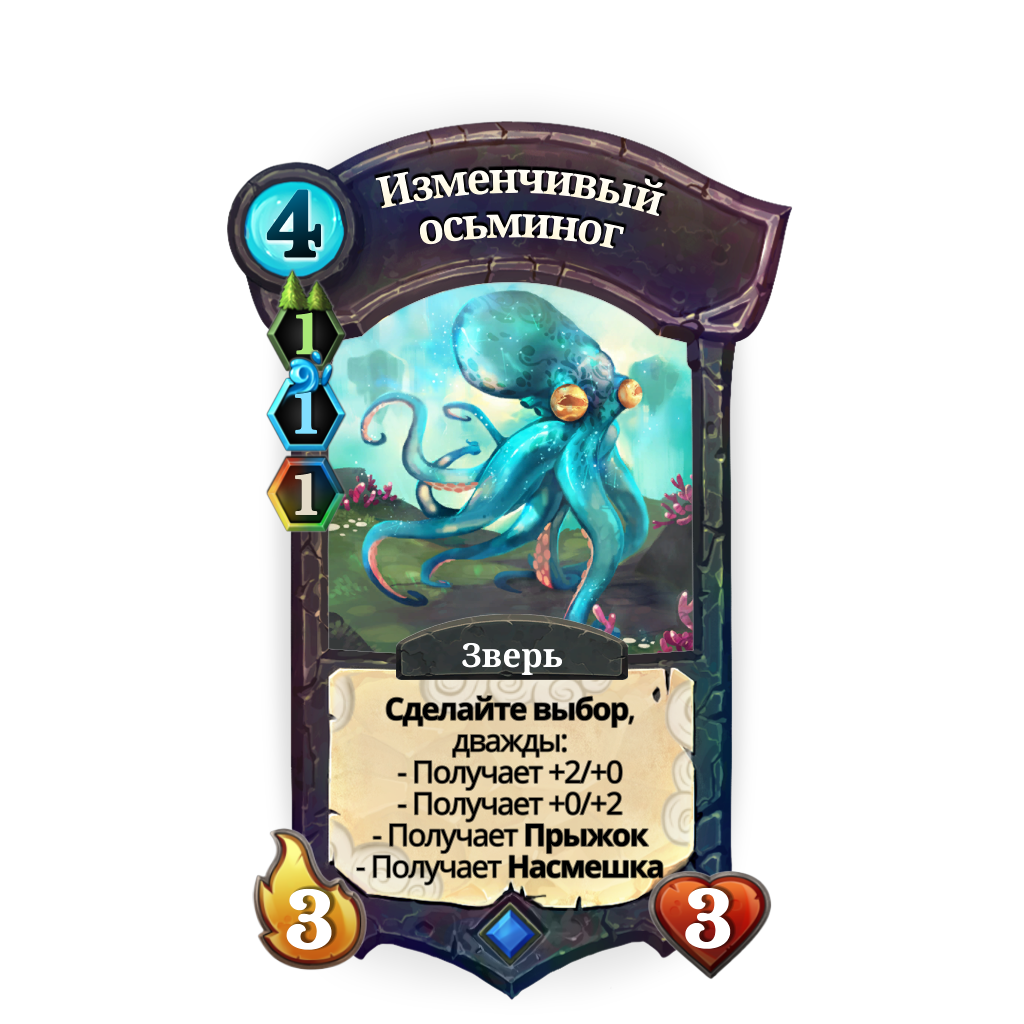 Изменчивый
осьминог
4
1
1
1
Зверь
Сделайте выбор,
дважды:
- Получает +2/+0
- Получает +0/+2
- Получает Прыжок
- Получает Насмешка
3
3